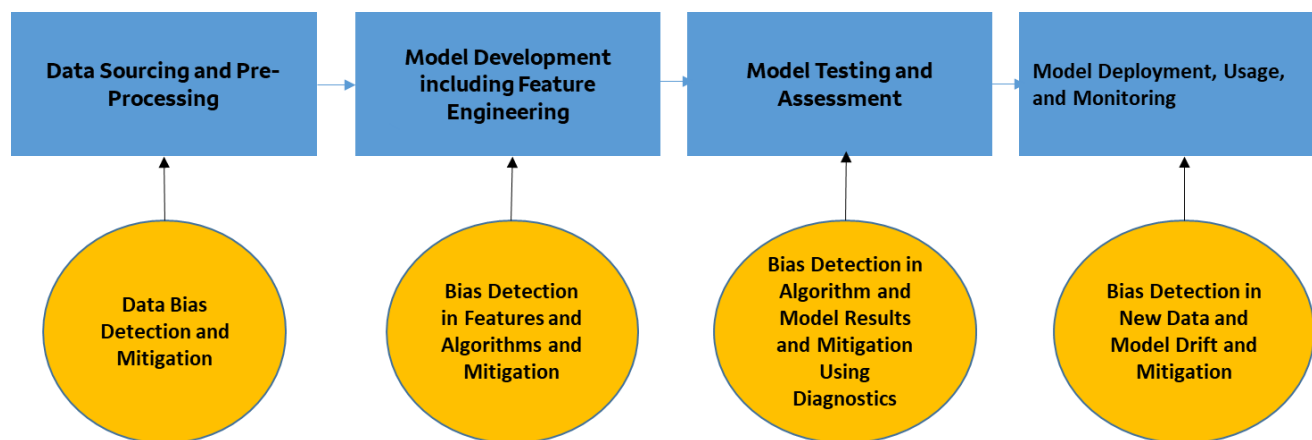 Data Sourcing and Pre-
Processing
Model Development
including Feature
Engineering
Model Testing and
Assessment
Model Deployment, Usage,
and Monitoring
Data Bias
Detection and
Mitigation
Bias Detection
in Features and
Algorithms and
Mitigation
Bias Detection in
Algorithm and
Model Results
and Mitigation
Using
Diagnostics
Bias Detection in
New Data and
Model Drift and
Mitigation